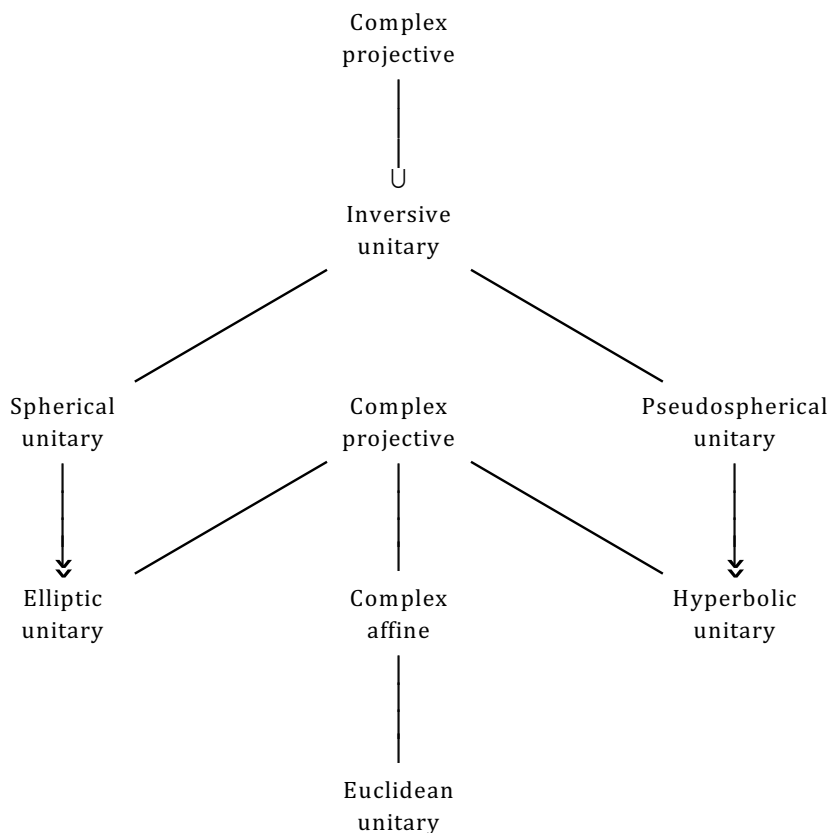 Complex
projective
∪
Inversive
unitary
Spherical
unitary
Complex
projective
Pseudospherical
unitary
Elliptic
unitary
Complex
affine
Hyperbolic
unitary
Euclidean
unitary